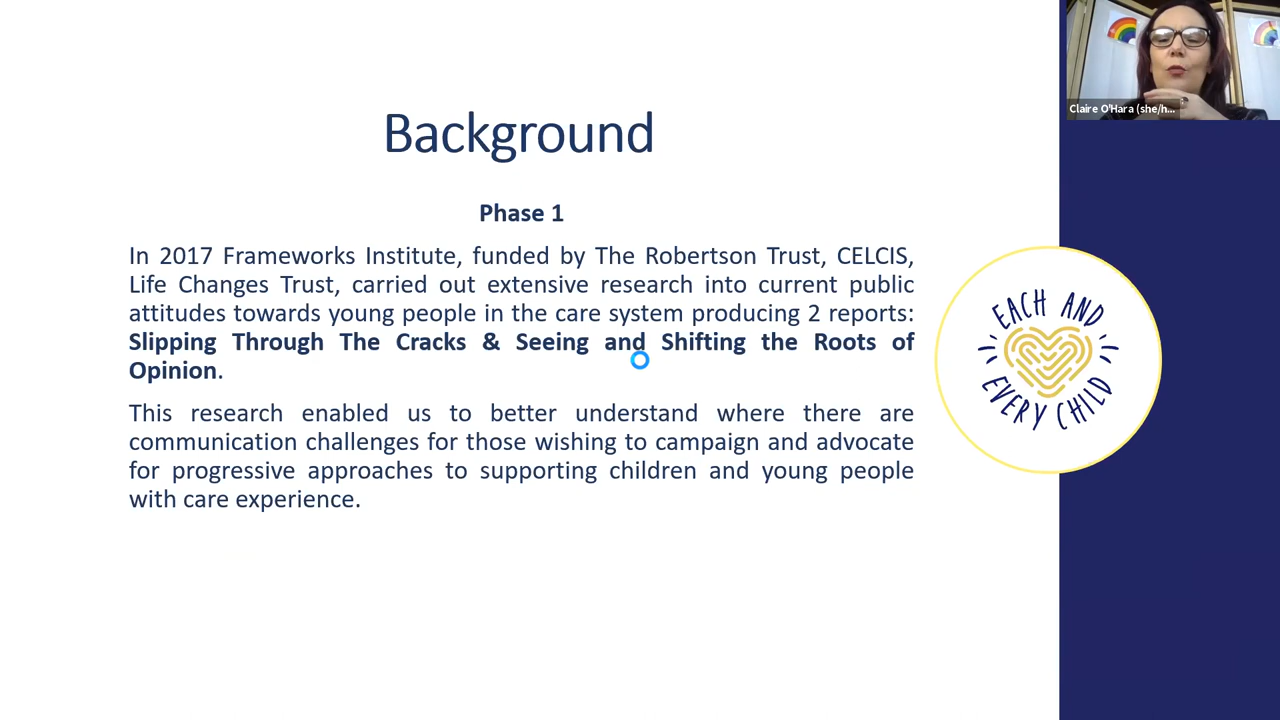 Background
Phase 1
In 2017 Frameworks Institute, funded by The Robertson Trust, CELCIS,
Life Changes Trust, carried out extensive research into current public
attitudes towards young people in the care system producing 2 reports:
Slipping Through The Cracks & Seeing and Shifting the Roots of
Opinion.
This research enabled us to better understand where there are
communication challenges for those wishing to campaign and advocate
for progressive approaches to supporting children and young people
with care experience.
EACH AND
EVERY CHILD
Claire O'Hara (she/h...